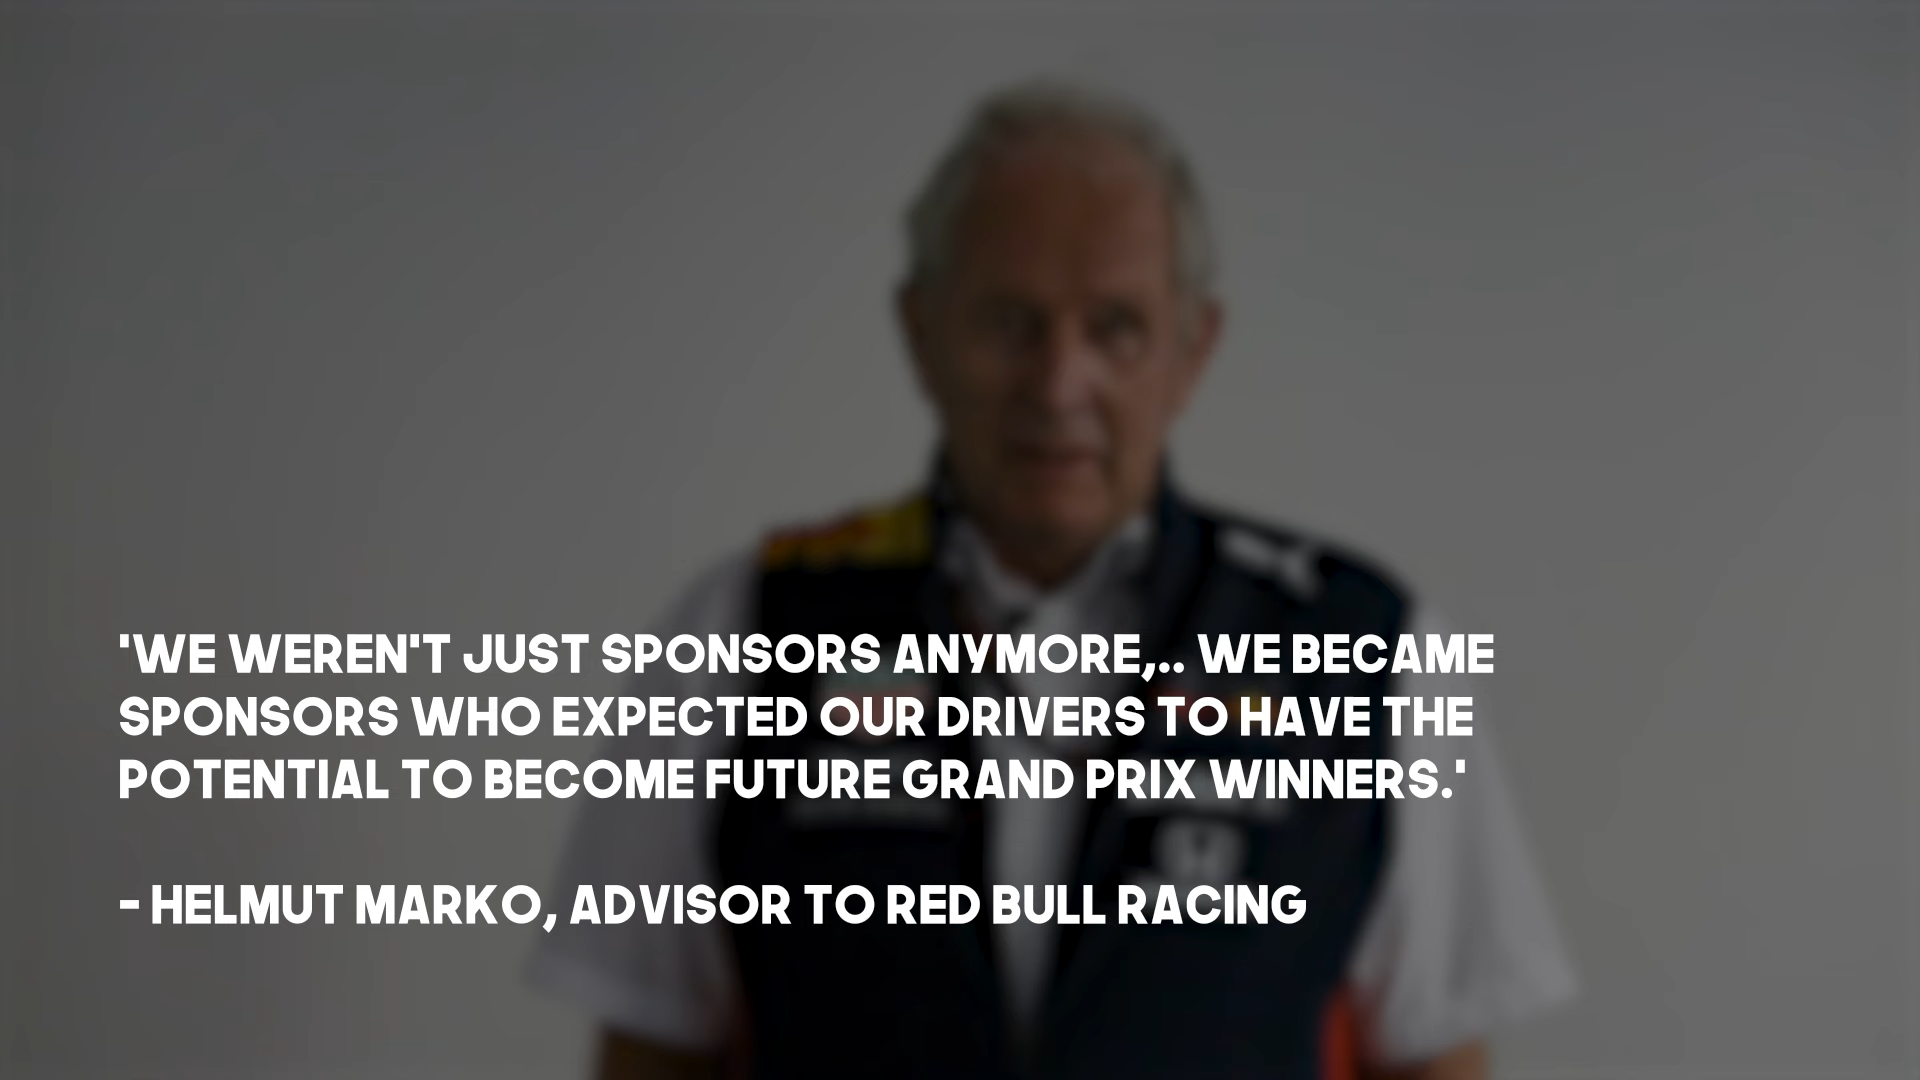 'WE WEREN'T JUST SPONSORS ANYMORE,.. WE BECAME
SPONSORS WHO EXPECTED OUR DRIVERS TO HAVE THE
POTENTIAL TO BECOME FUTURE GRAND PRIX WINNERS.'
- HELMUT MARKO, ADVISOR TO RED BULL RACING